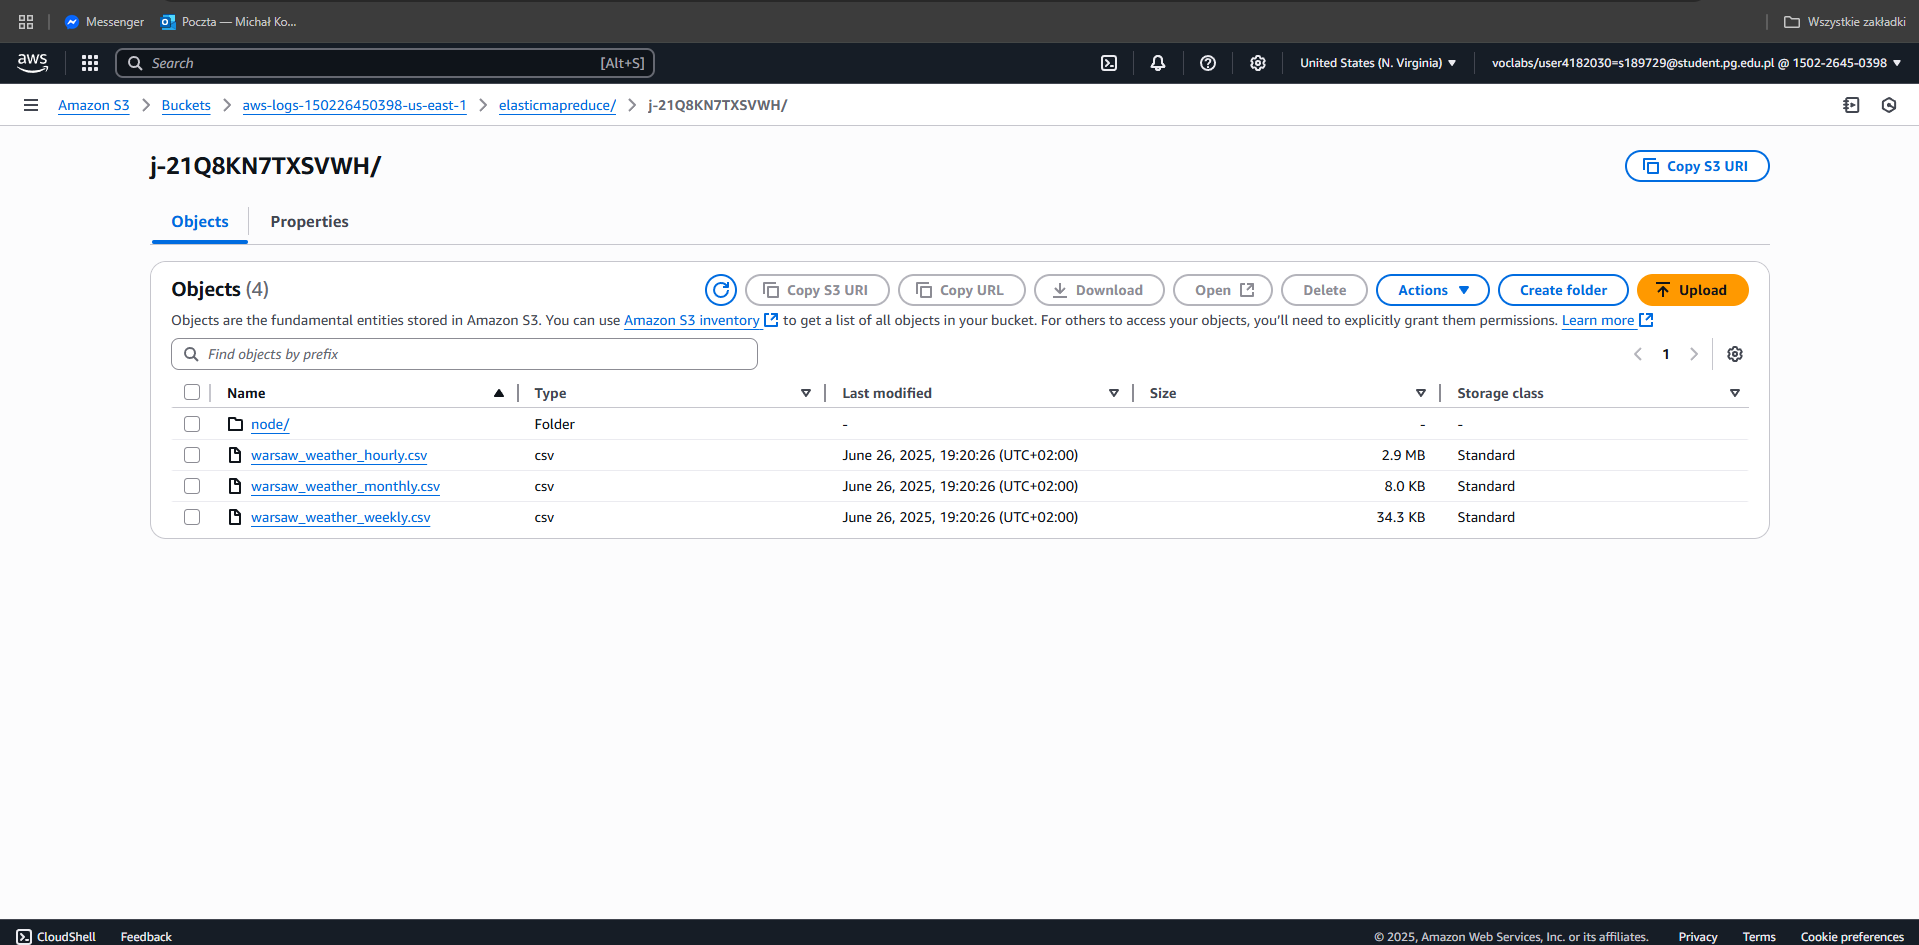 Messenger
Poczta — Michał Ko...
Wszystkie zakładki
aws
Search
[Alt+S]
United States (N. Virginia)
voclabs/user4182030=s189729@student.pg.edu.pl @ 1502-2645-0398
Amazon S3
Buckets
aws-logs-150226450398-us-east-1
elasticmapreduce/
j-21Q8KN7TXSVWH/
j-21Q8KN7TXSVWH/
Copy S3 URI
Objects
Properties
Objects (4)
Copy S3 URI
Copy URL
Download
Open
Delete
Actions
Create folder
Upload
Objects are the fundamental entities stored in Amazon S3. You can use Amazon S3 inventory to get a list of all objects in your bucket. For others to access your objects, you'll need to explicitly grant them permissions. Learn more
Find objects by prefix
1
Name Type Last modified Size Storage class
node/ Folder - - -
warsaw_weather_hourly.csv csv June 26, 2025, 19:20:26 (UTC+02:00) 2.9 MB Standard
warsaw_weather_monthly.csv csv June 26, 2025, 19:20:26 (UTC+02:00) 8.0 KB Standard
warsaw_weather_weekly.csv csv June 26, 2025, 19:20:26 (UTC+02:00) 34.3 KB Standard
CloudShell
Feedback
© 2025, Amazon Web Services, Inc. or its affiliates.
Privacy
Terms
Cookie preferences